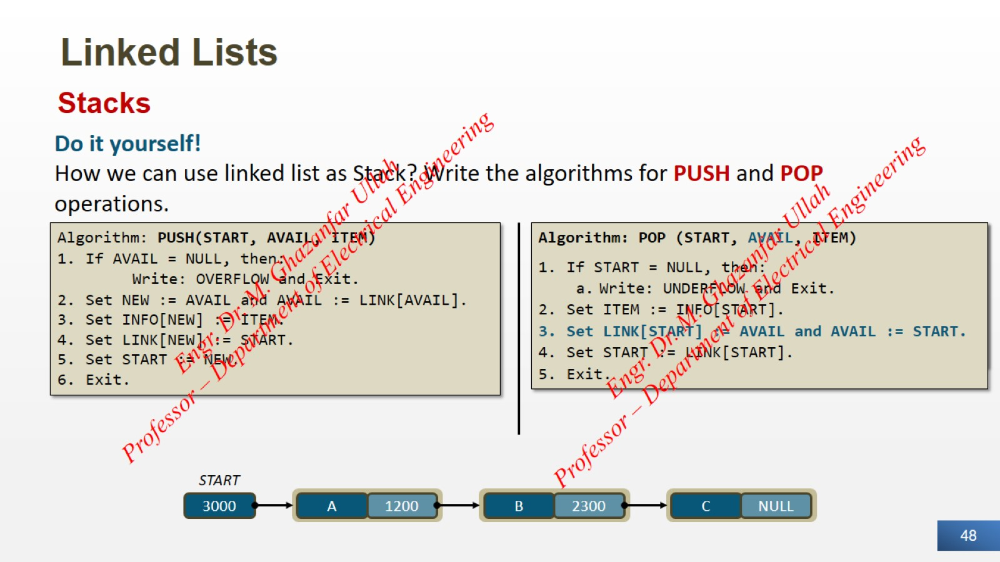 Linked Lists
Stacks
Do it yourself!
How we can use linked list as Stack? Write the algorithms for PUSH and POP
operations.
Algorithm: PUSH(START, AVAIL, ITEM)
1. If AVAIL = NULL, then:
Write: OVERFLOW and Exit.
2. Set NEW := AVAIL and AVAIL := LINK[AVAIL].
3. Set INFO[NEW] := ITEM.
4. Set LINK[NEW] := START.
5. Set START := NEW.
6. Exit.
Algorithm: POP (START, AVAIL, ITEM)
1. If START = NULL, then:
a. Write: UNDERFLOW and Exit.
2. Set ITEM := INFO[START].
3. Set LINK[START] := AVAIL and AVAIL := START.
4. Set START := LINK[START].
5. Exit.
Engr. Dr. M. Ghazanfar Ullah
Professor – Department of Electrical Engineering
Engr. Dr. M. Ghazanfar Ullah
Professor – Department of Electrical Engineering
START
3000 A 1200 B 2300 C NULL
48